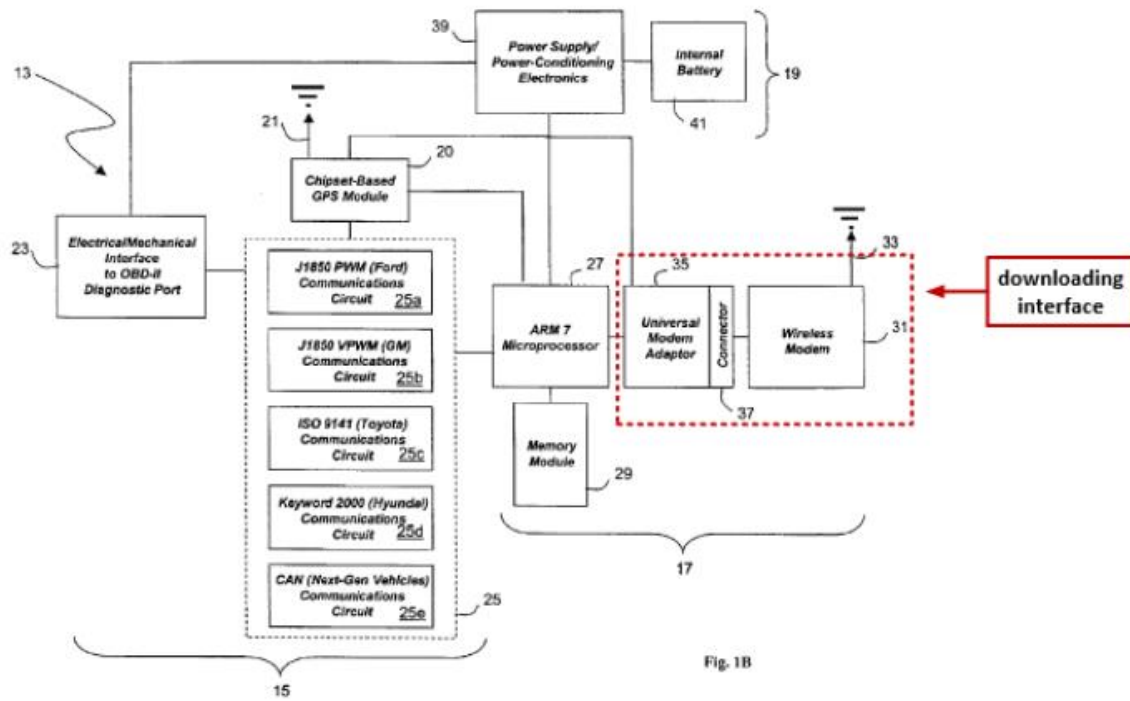 39
Power Supply/
Power-Conditioning
Electronics
Internal
Battery
41
19
13
21
20
Chipset-Based
GPS Module
33
23
ElectricalMechanical
Interface
to OBD-II
Diagnostic Port
J1850 PWM (Ford)
Communications
Circuit 25a
J1850 VPWM (GM)
Communications
Circuit 25b
ISO 9141 (Toyota)
Communications
Circuit 25c
Keyword 2000 (Hyundai)
Communications
Circuit 25d
CAN (Next-Gen Vehicles)
Communications
Circuit 25e
25
15
27
ARM 7
Microprocessor
35
Universal
Modem
Adaptor
Connector
37
Wireless
Modem
31
downloading
interface
Memory
Module
29
17
Fig. 1B